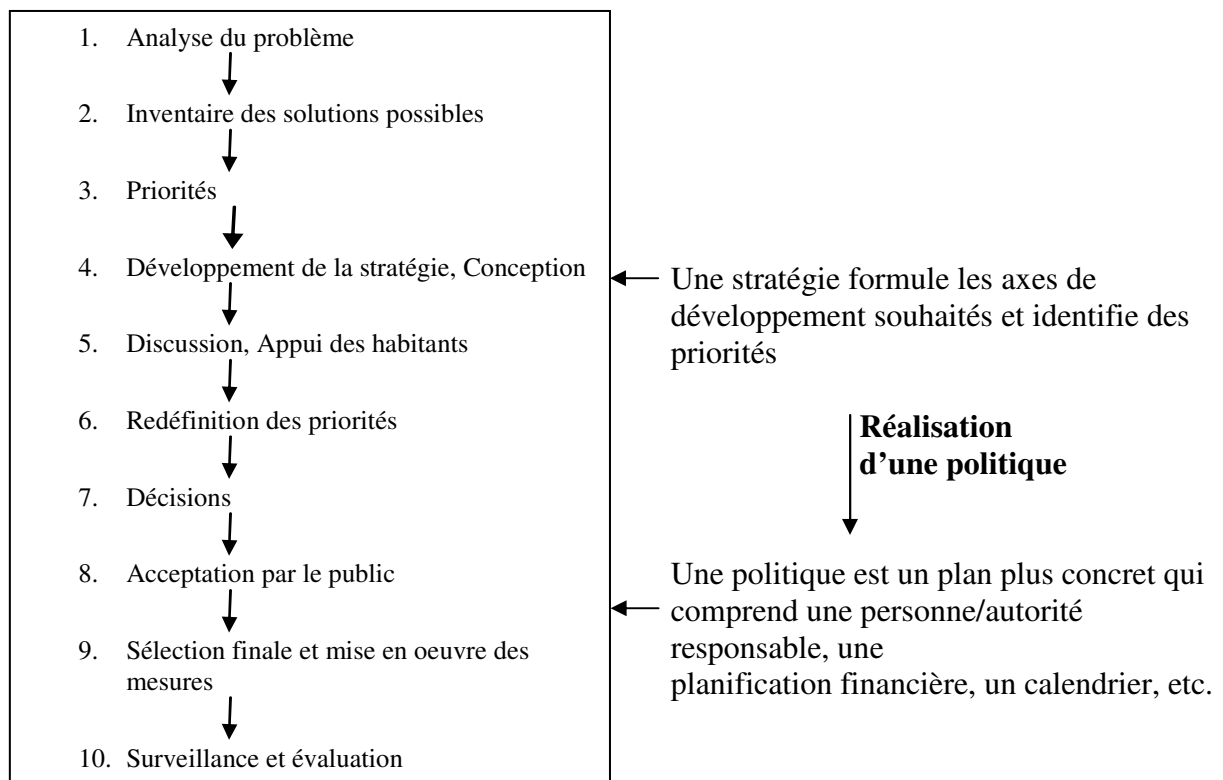 1. Analyse du problème
2. Inventaire des solutions possibles
3. Priorités
4. Développement de la stratégie, Conception
5. Discussion, Appui des habitants
6. Redéfinition des priorités
7. Décisions
8. Acceptation par le public
9. Sélection finale et mise en oeuvre des
mesures
10. Surveillance et évaluation
Une stratégie formule les axes de
développement souhaités et identifie des
priorités
Réalisation
d’une politique
Une politique est un plan plus concret qui
comprend une personne/autorité
responsable, une
planification financière, un calendrier, etc.